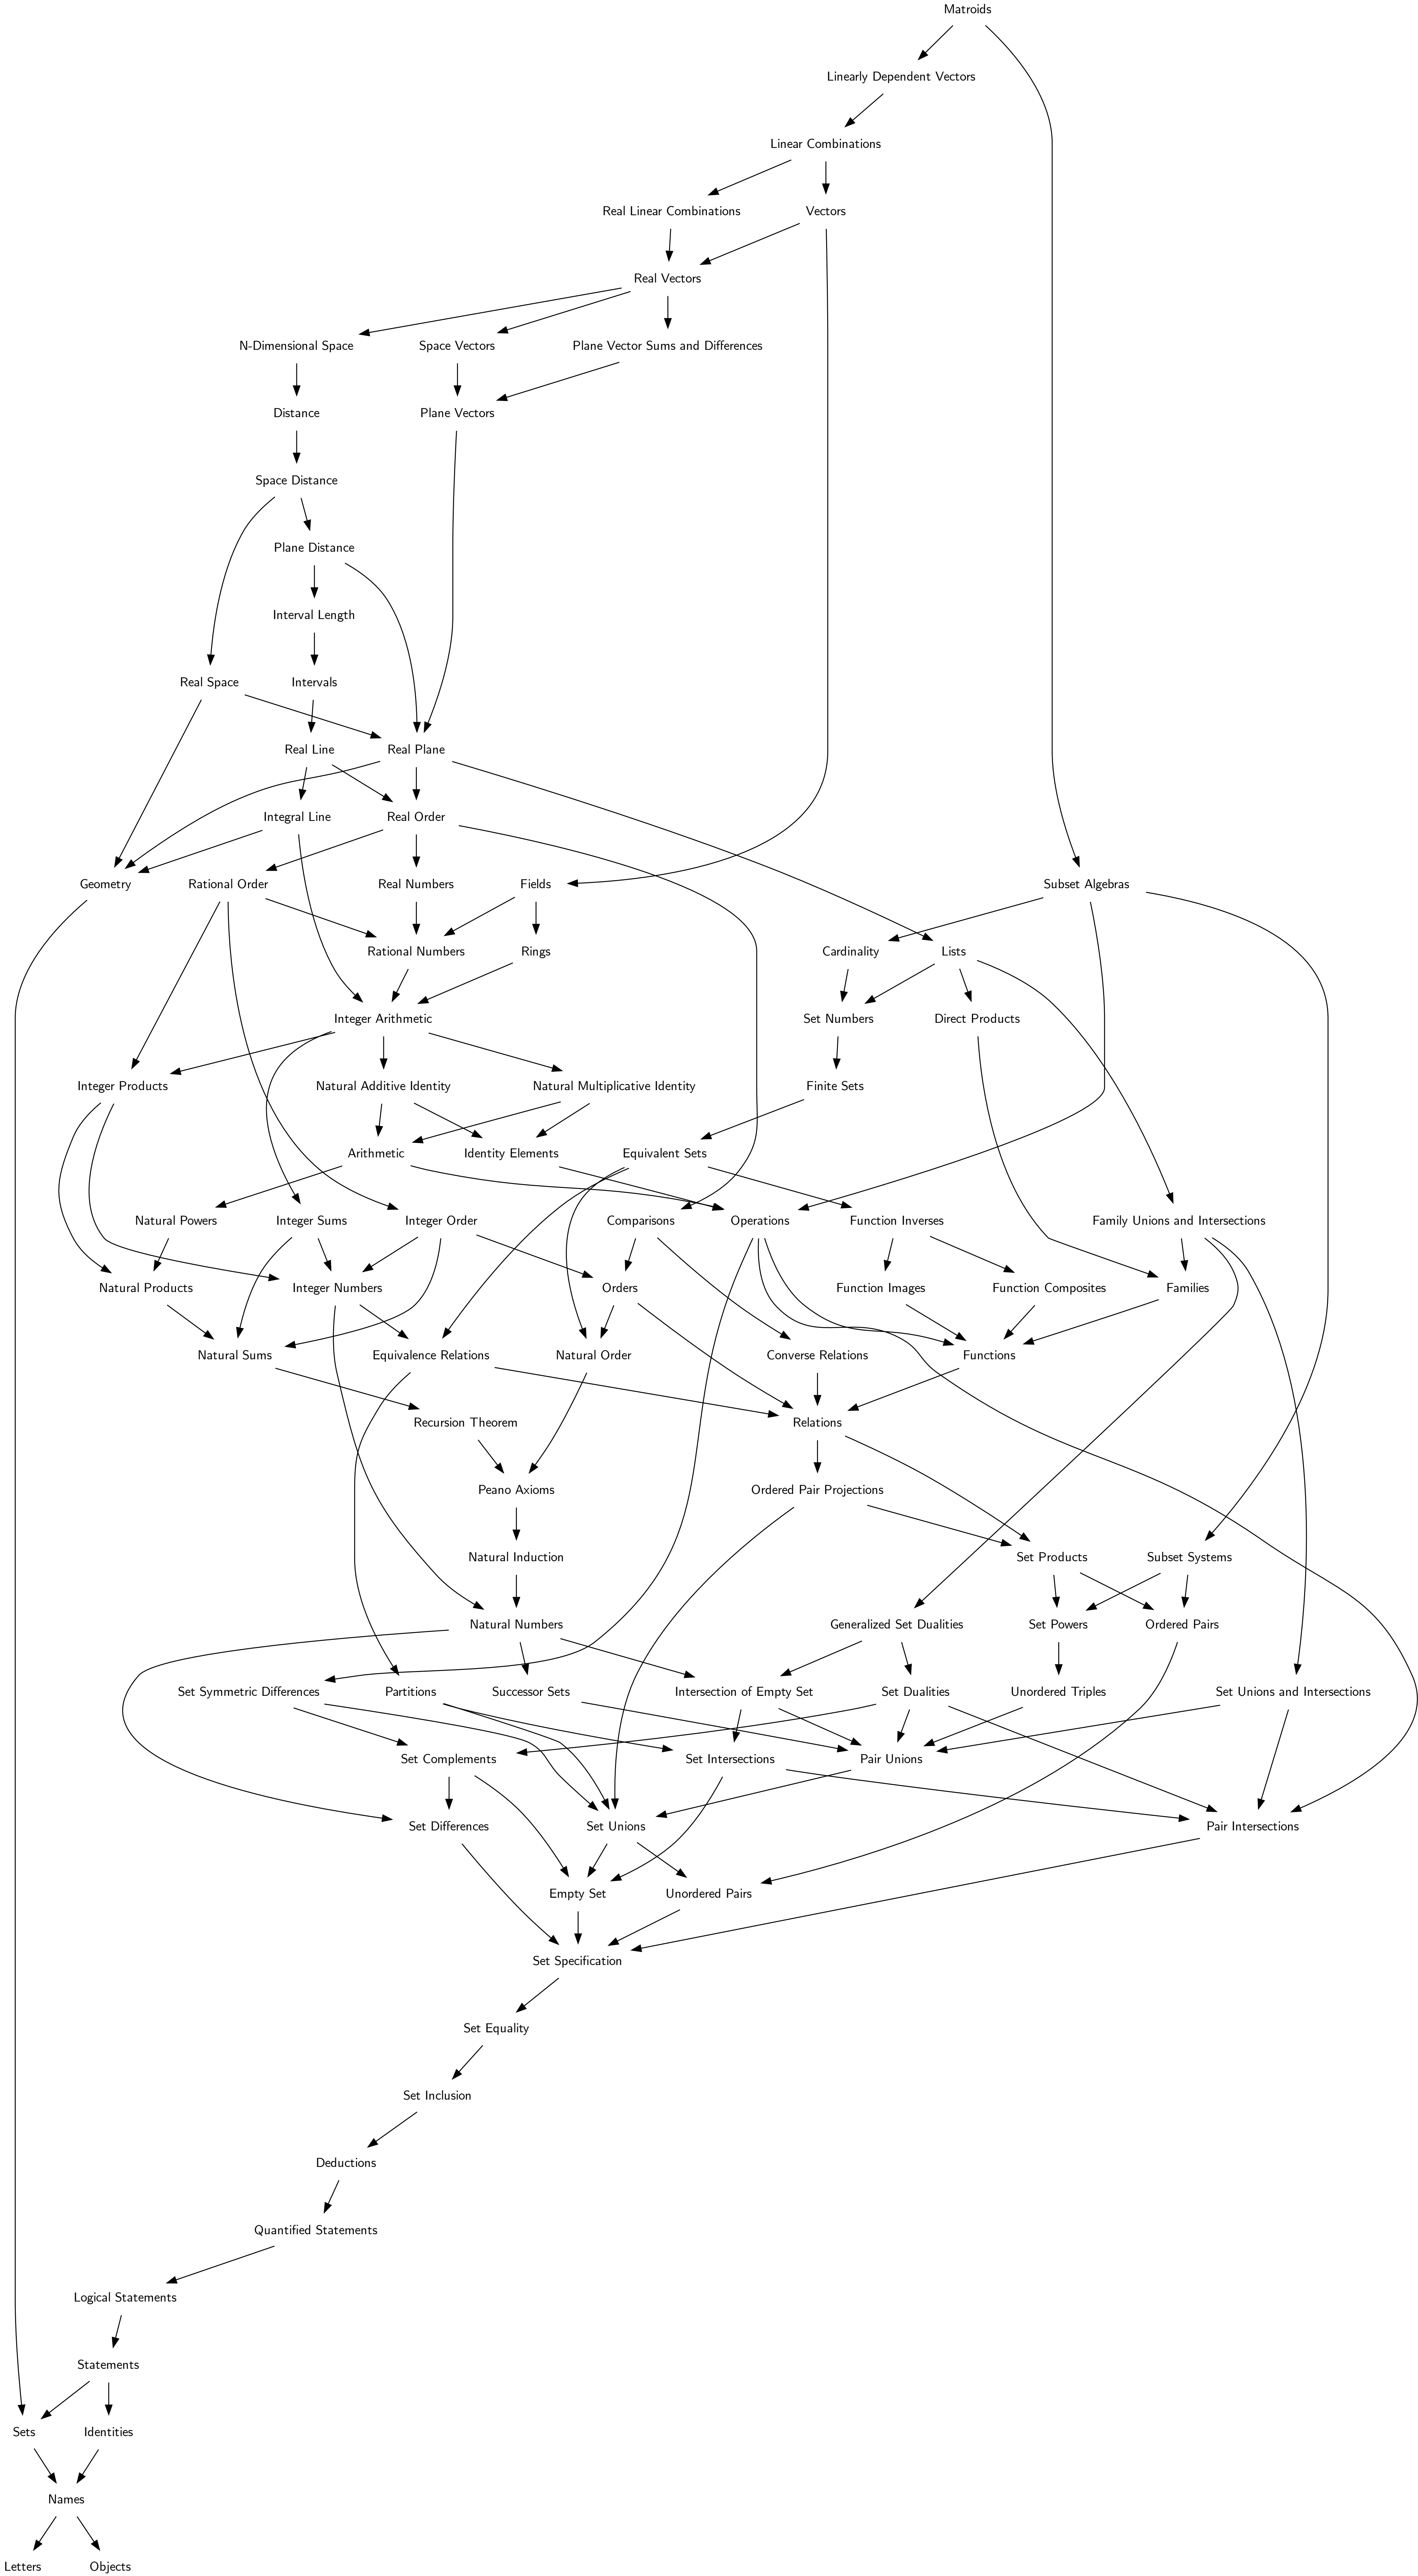 Matroids
Linearly Dependent Vectors
Linear Combinations
Real Linear Combinations
Vectors
Real Vectors
N-Dimensional Space
Space Vectors
Plane Vector Sums and Differences
Distance
Plane Vectors
Space Distance
Plane Distance
Interval Length
Real Space
Intervals
Real Line
Real Plane
Integral Line
Real Order
Geometry
Rational Order
Real Numbers
Fields
Subset Algebras
Rational Numbers
Rings
Cardinality
Lists
Integer Arithmetic
Set Numbers
Direct Products
Integer Products
Natural Additive Identity
Natural Multiplicative Identity
Finite Sets
Arithmetic
Identity Elements
Equivalent Sets
Natural Powers
Integer Sums
Integer Order
Comparisons
Operations
Function Inverses
Family Unions and Intersections
Natural Products
Integer Numbers
Orders
Function Images
Function Composites
Families
Natural Sums
Equivalence Relations
Natural Order
Converse Relations
Functions
Recursion Theorem
Relations
Peano Axioms
Ordered Pair Projections
Natural Induction
Set Products
Subset Systems
Natural Numbers
Generalized Set Dualities
Set Powers
Ordered Pairs
Set Symmetric Differences
Partitions
Successor Sets
Intersection of Empty Set
Set Dualities
Unordered Triples
Set Unions and Intersections
Set Complements
Set Intersections
Pair Unions
Set Differences
Set Unions
Pair Intersections
Empty Set
Unordered Pairs
Set Specification
Set Equality
Set Inclusion
Deductions
Quantified Statements
Logical Statements
Statements
Sets
Identities
Names
Letters
Objects